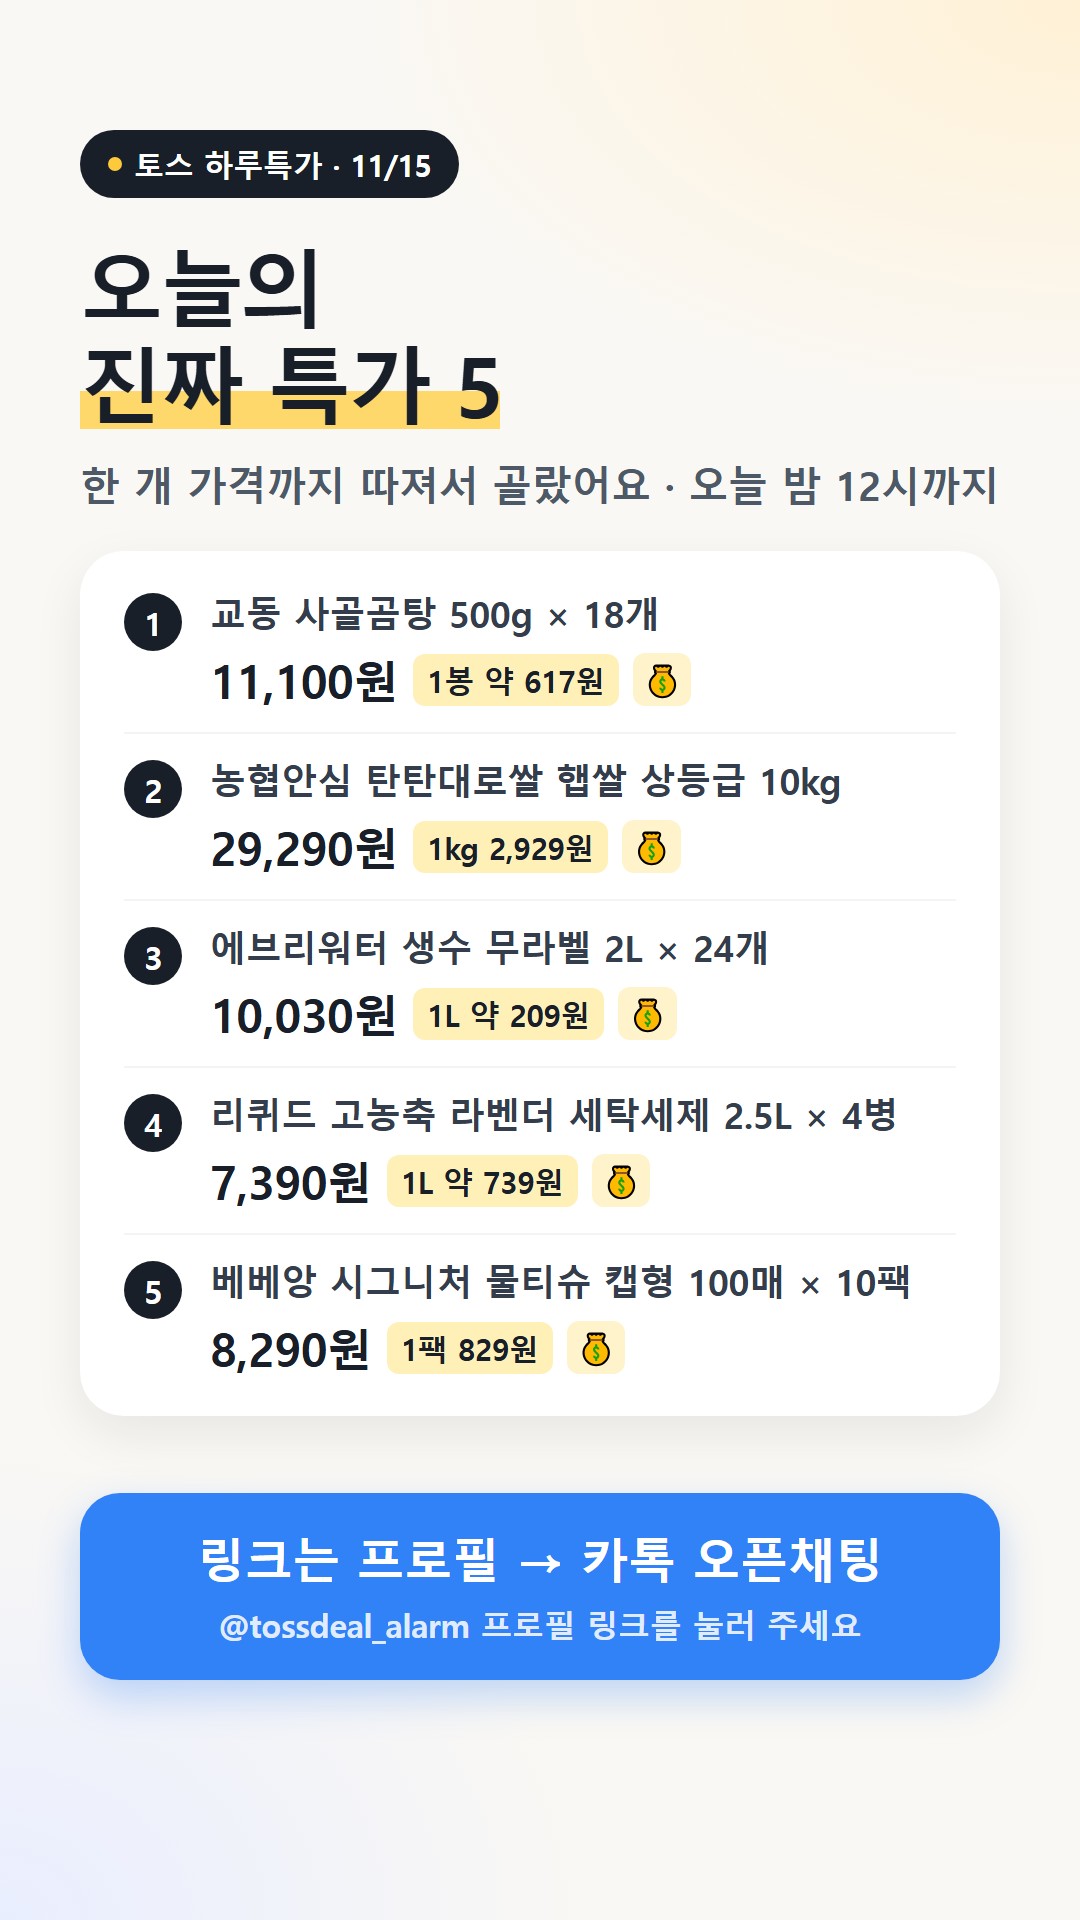 토스 하루특가 · 11/15
오늘의
진짜 특가 5
한 개 가격까지 따져서 골랐어요 · 오늘 밤 12시까지
1 교동 사골곰탕 500g × 18개
11,100원 1봉 약 617원
2 농협안심 탄탄대로쌀 햅쌀 상등급 10kg
29,290원 1kg 2,929원
3 에브리워터 생수 무라벨 2L × 24개
10,030원 1L 약 209원
4 리퀴드 고농축 라벤더 세탁세제 2.5L × 4병
7,390원 1L 약 739원
5 베베앙 시그니처 물티슈 캡형 100매 × 10팩
8,290원 1팩 829원
링크는 프로필 → 카톡 오픈채팅
@tossdeal_alarm 프로필 링크를 눌러 주세요